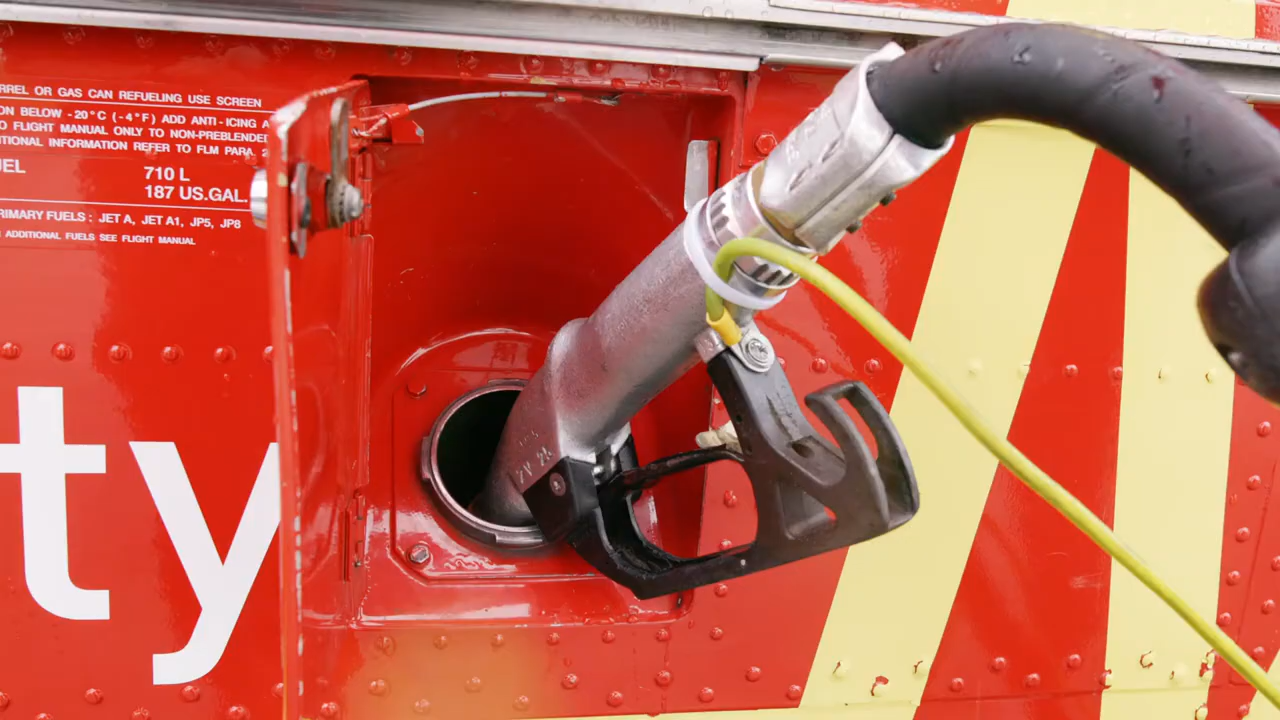 RREL OR GAS CAN REFUELING USE SCREEN
ON BELOW -20°C (-4°F) ADD ANTI-ICING A
O FLIGHT MANUAL ONLY TO NON-PREBLENDE
TIONAL INFORMATION REFER TO FLM PARA
UEL 710 L
187 US.GAL.
RIMARY FUELS: JET A, JET A1, JP5, JP8
ADDITIONAL FUELS SEE FLIGHT MANUAL
ty